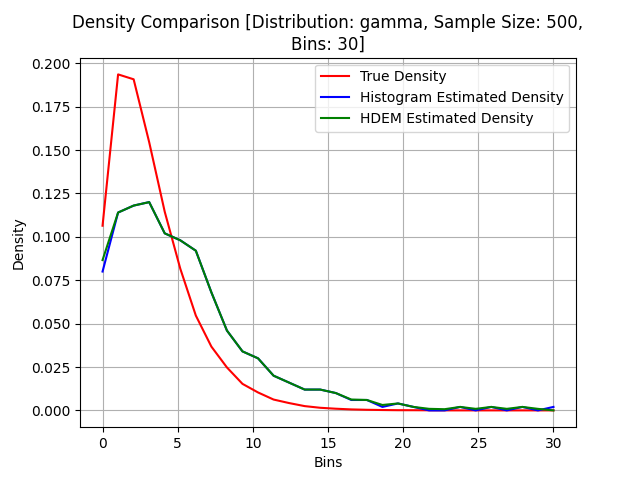 Density Comparison [Distribution: gamma, Sample Size: 500,
Bins: 30]
True Density
Histogram Estimated Density
HDEM Estimated Density
Density
0.200
0.175
0.150
0.125
0.100
0.075
0.050
0.025
0.000
0
5
10
15
20
25
30
Bins